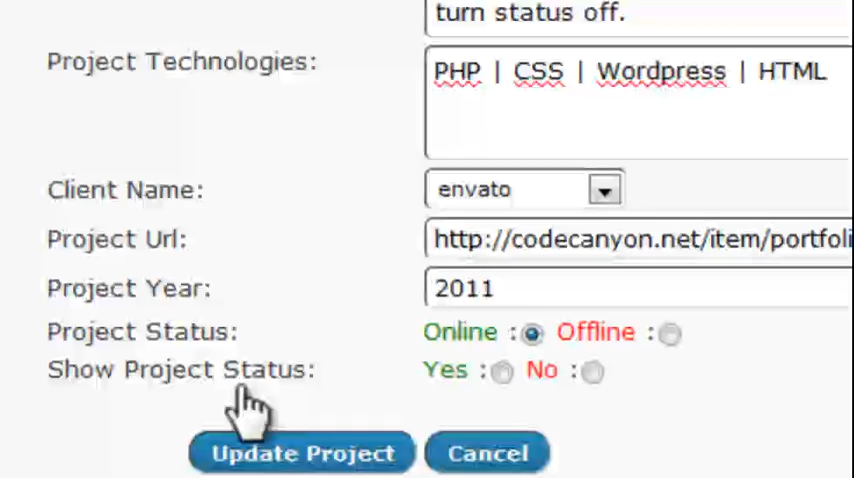 turn status off.
Project Technologies:
PHP | CSS | Wordpress | HTML
Client Name:
envato
Project Url:
http://codecanyon.net/item/portfoli
Project Year:
2011
Project Status:
Online : Offline :
Show Project Status:
Yes : No :
Update Project
Cancel